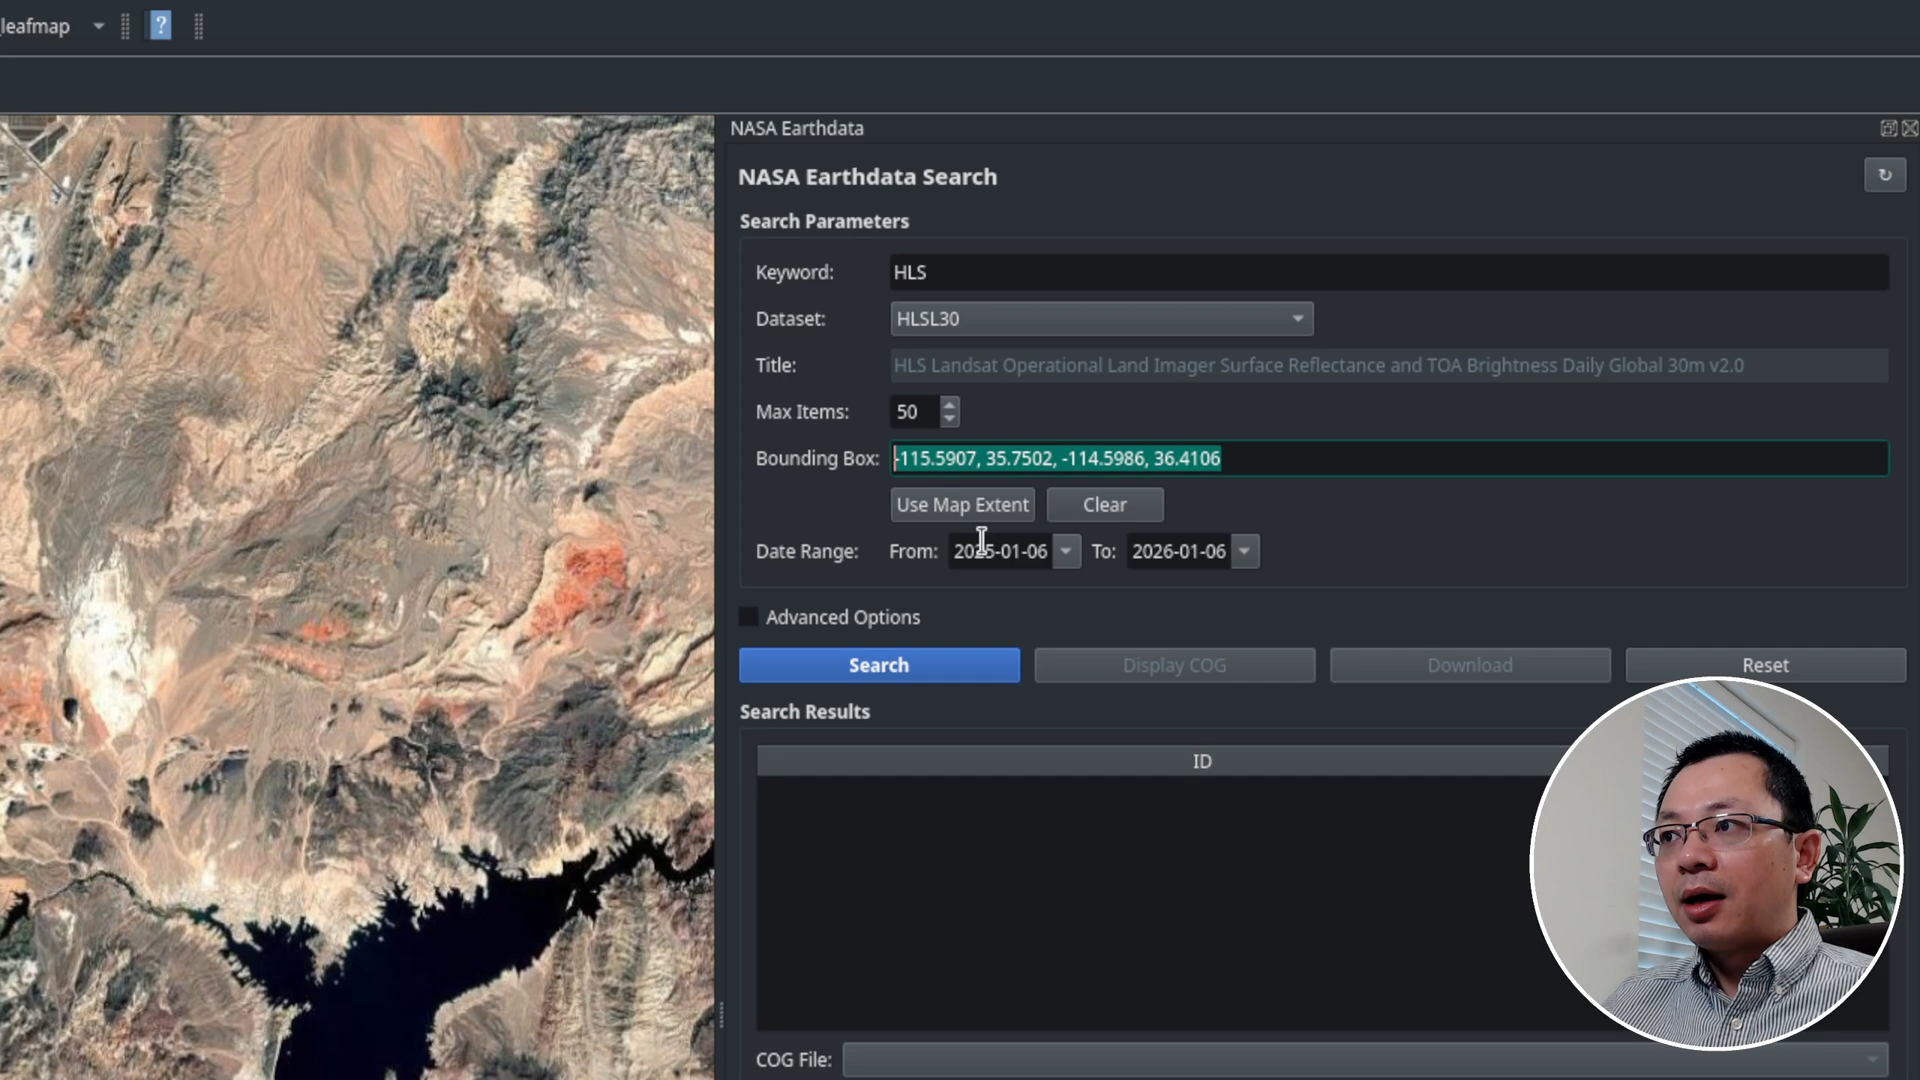 leafmap ?
NASA Earthdata
NASA Earthdata Search
Search Parameters
Keyword: HLS
Dataset: HLSL30
Title: HLS Landsat Operational Land Imager Surface Reflectance and TOA Brightness Daily Global 30m v2.0
Max Items: 50
Bounding Box: -115.5907, 35.7502, -114.5986, 36.4106
Use Map Extent Clear
Date Range: From: 2025-01-06 To: 2026-01-06
Advanced Options
Search Display COG Download Reset
Search Results
ID
COG File: